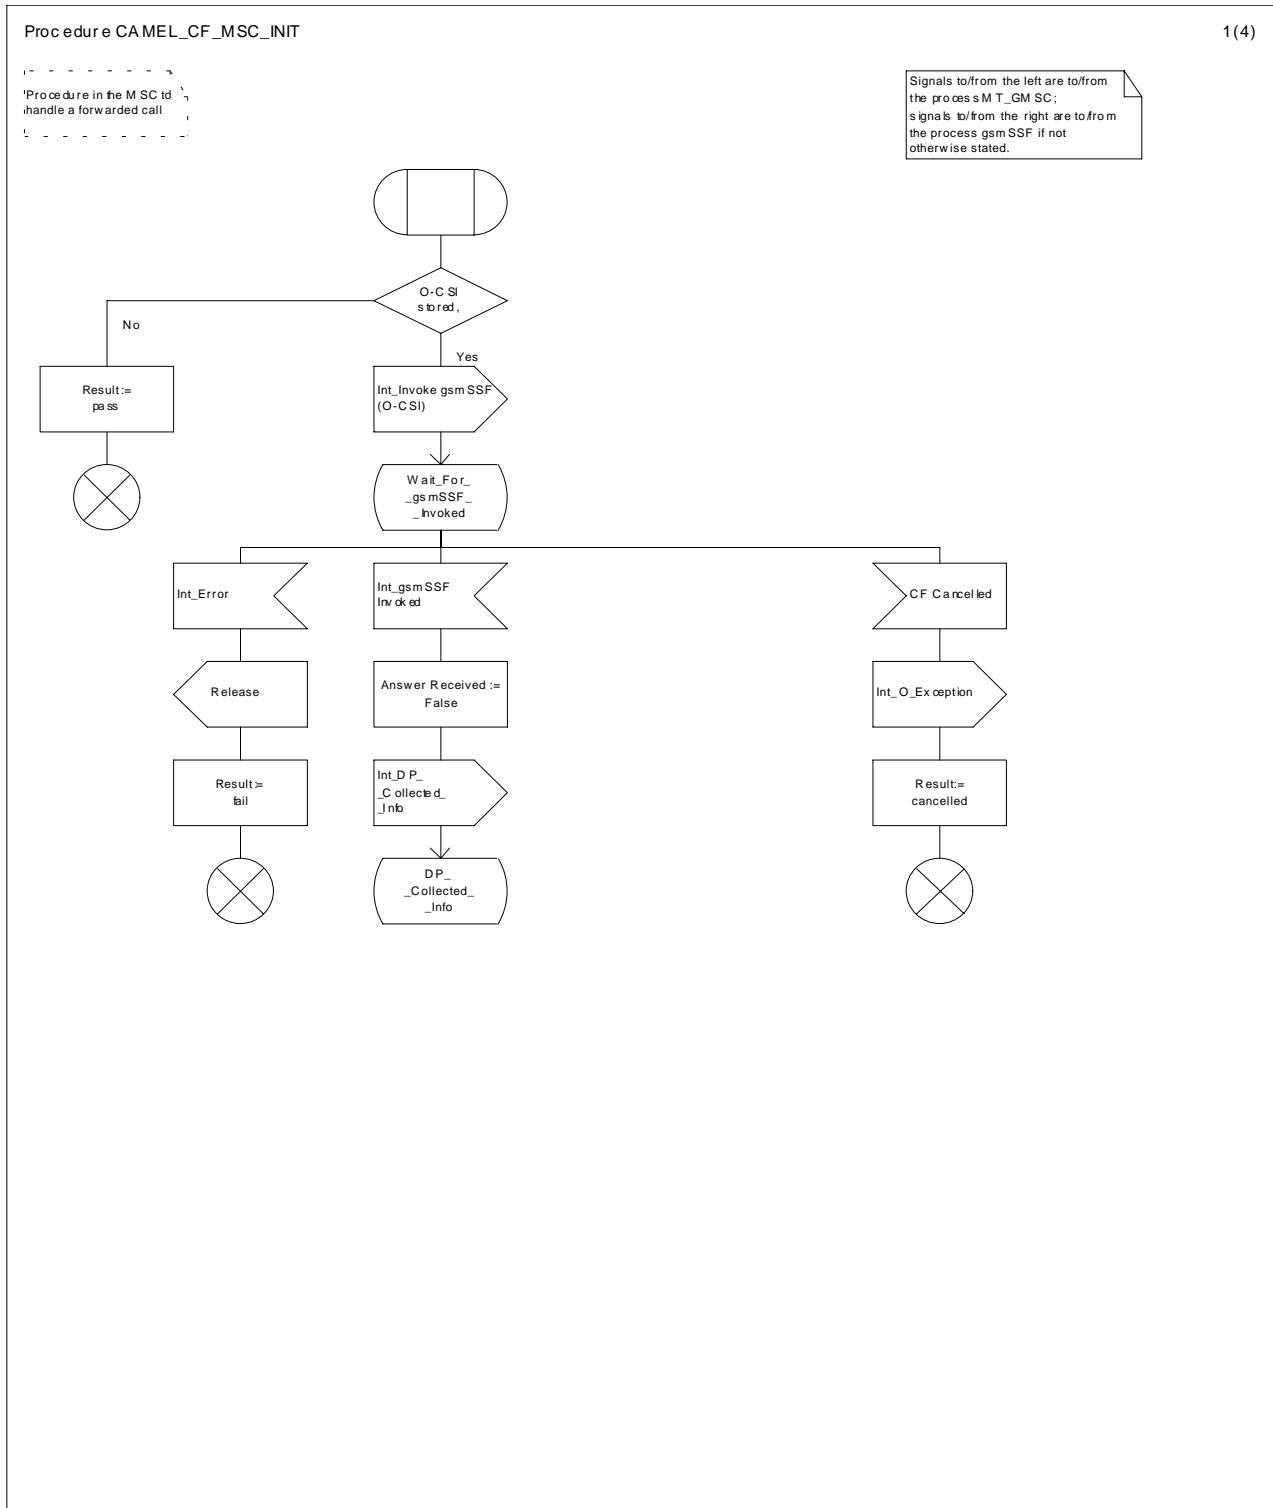 Procedure CAMEL_CF_MSC_INIT
1(4)
Procedure in the MSC to
handle a forwarded call
Signals to/from the left are to/from
the process MT_GMSC;
signals to/from the right are to/from
the process gsmSSF if not
otherwise stated.
O-CSI
stored,
No
Yes
Result:=
pass
Int_Invoke gsmSSF
(O-CSI)
Wait_For_
_gsmSSF_
_Invoked
Int_Error
Int_gsmSSF
Invoked
CF Cancelled
Release
Answer Received :=
False
Int_O_Exception
Result:=
fail
Int_DP_
_Collected_
_Info
Result:=
cancelled
DP_
_Collected_
_Info